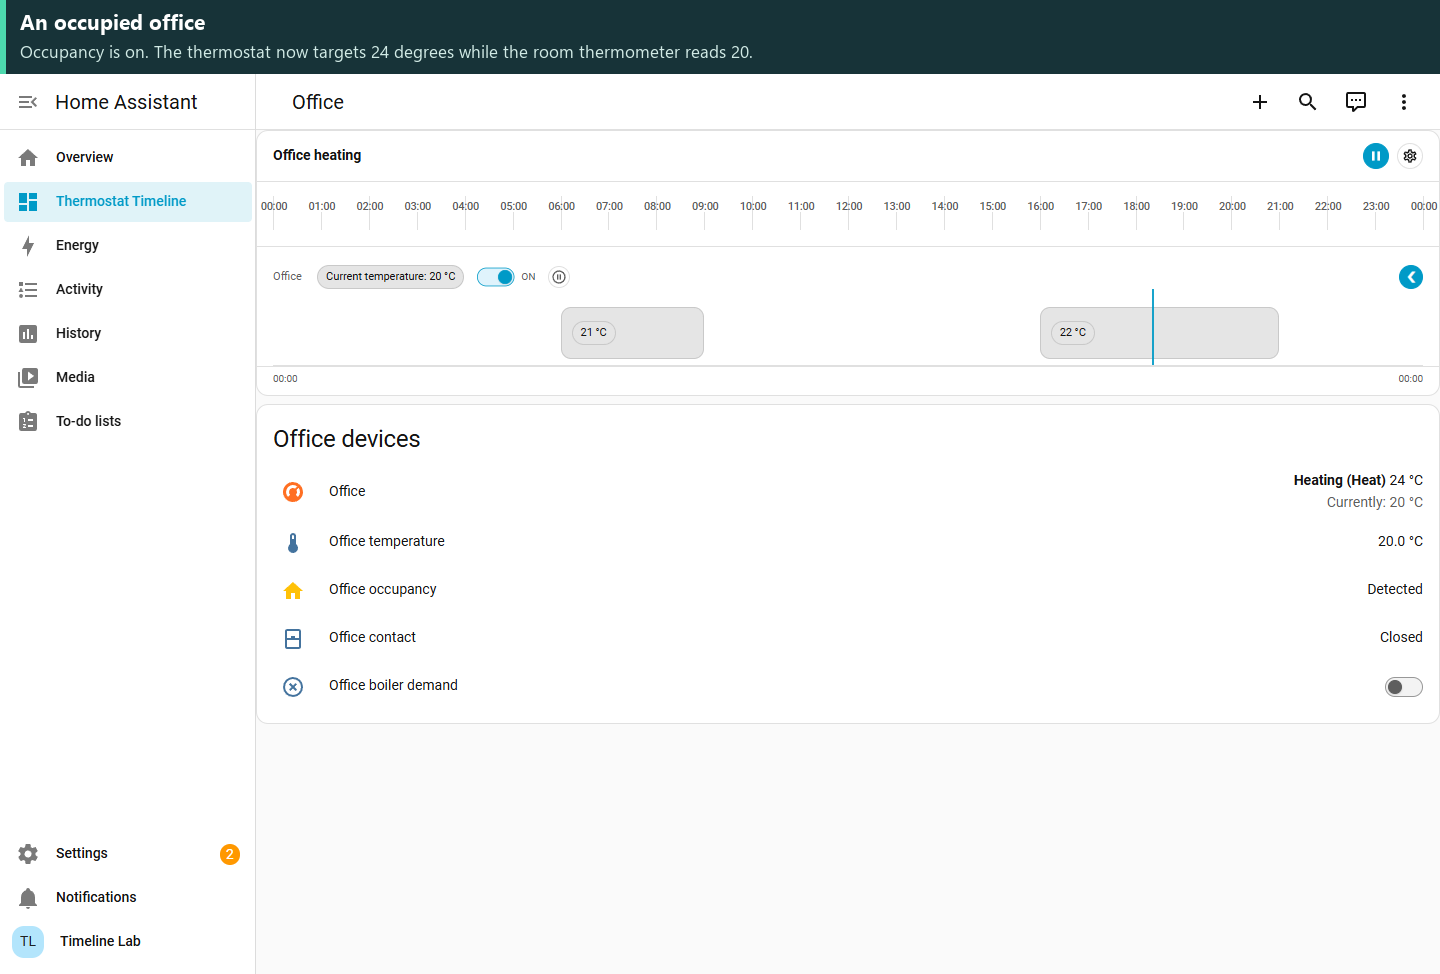 An occupied office
Occupancy is on. The thermostat now targets 24 degrees while the room thermometer reads 20.
Home Assistant
Office
Overview
Thermostat Timeline
Energy
Activity
History
Media
To-do lists
Settings
2
Notifications
TL
Timeline Lab
Office heating
00:00 01:00 02:00 03:00 04:00 05:00 06:00 07:00 08:00 09:00 10:00 11:00 12:00 13:00 14:00 15:00 16:00 17:00 18:00 19:00 20:00 21:00 22:00 23:00 00:00
Office Current temperature: 20 °C ON
21 °C 22 °C
00:00 00:00
Office devices
Office Heating (Heat) 24 °C
Currently: 20 °C
Office temperature 20.0 °C
Office occupancy Detected
Office contact Closed
Office boiler demand